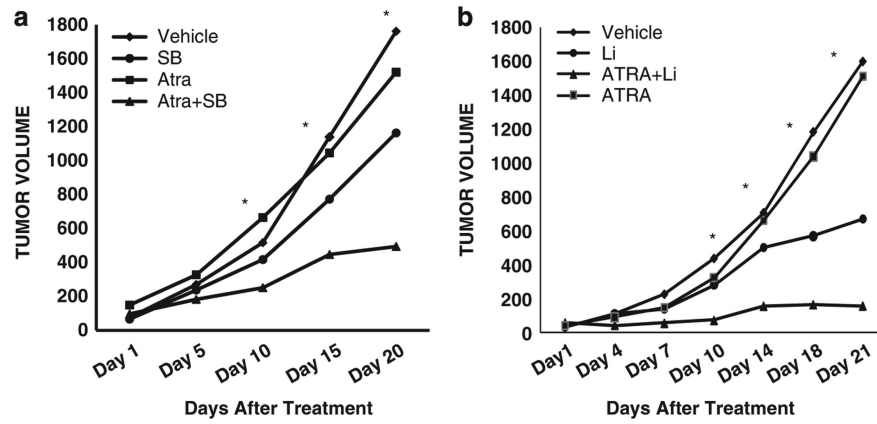 a
1800
1600
1400
1200
1000
800
600
400
200
0
TUMOR VOLUME
Vehicle
SB
Atra
Atra+SB
*
*
*
Day 1
Day 5
Day 10
Day 15
Day 20
Days After Treatment
b
1800
1600
1400
1200
1000
800
600
400
200
0
TUMOR VOLUME
Vehicle
Li
ATRA+Li
ATRA
*
*
*
*
Day1
Day 4
Day 7
Day 10
Day 14
Day 18
Day 21
Days After Treatment